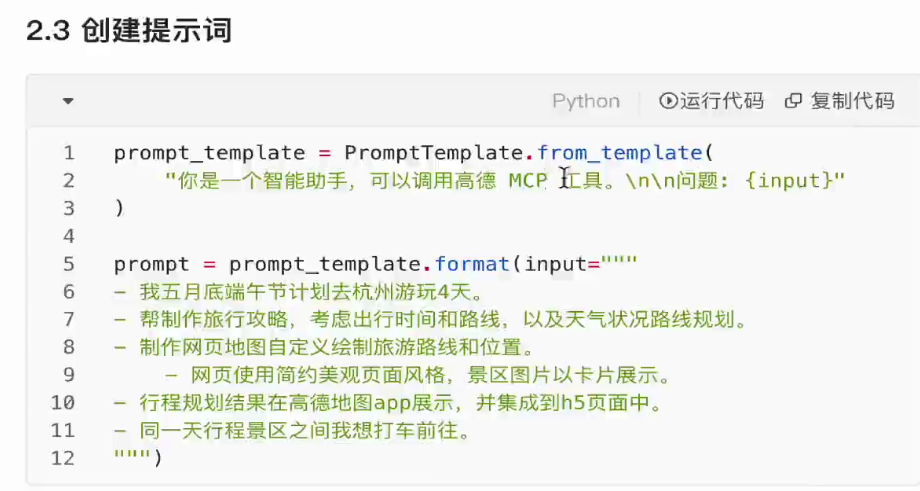 2.3 创建提示词
Python 运行代码 复制代码
1 prompt_template = PromptTemplate.from_template(
2 "你是一个智能助手，可以调用高德 MCP 工具。\n\n问题: {input}"
3 )
4
5 prompt = prompt_template.format(input="""
6 - 我五月底端午节计划去杭州游玩4天。
7 - 帮制作旅行攻略，考虑出行时间和路线，以及天气状况路线规划。
8 - 制作网页地图自定义绘制旅游路线和位置。
9 - 网页使用简约美观页面风格，景区图片以卡片展示。
10 - 行程规划结果在高德地图app展示，并集成到h5页面中。
11 - 同一天行程景区之间我想打车前往。
12 """)